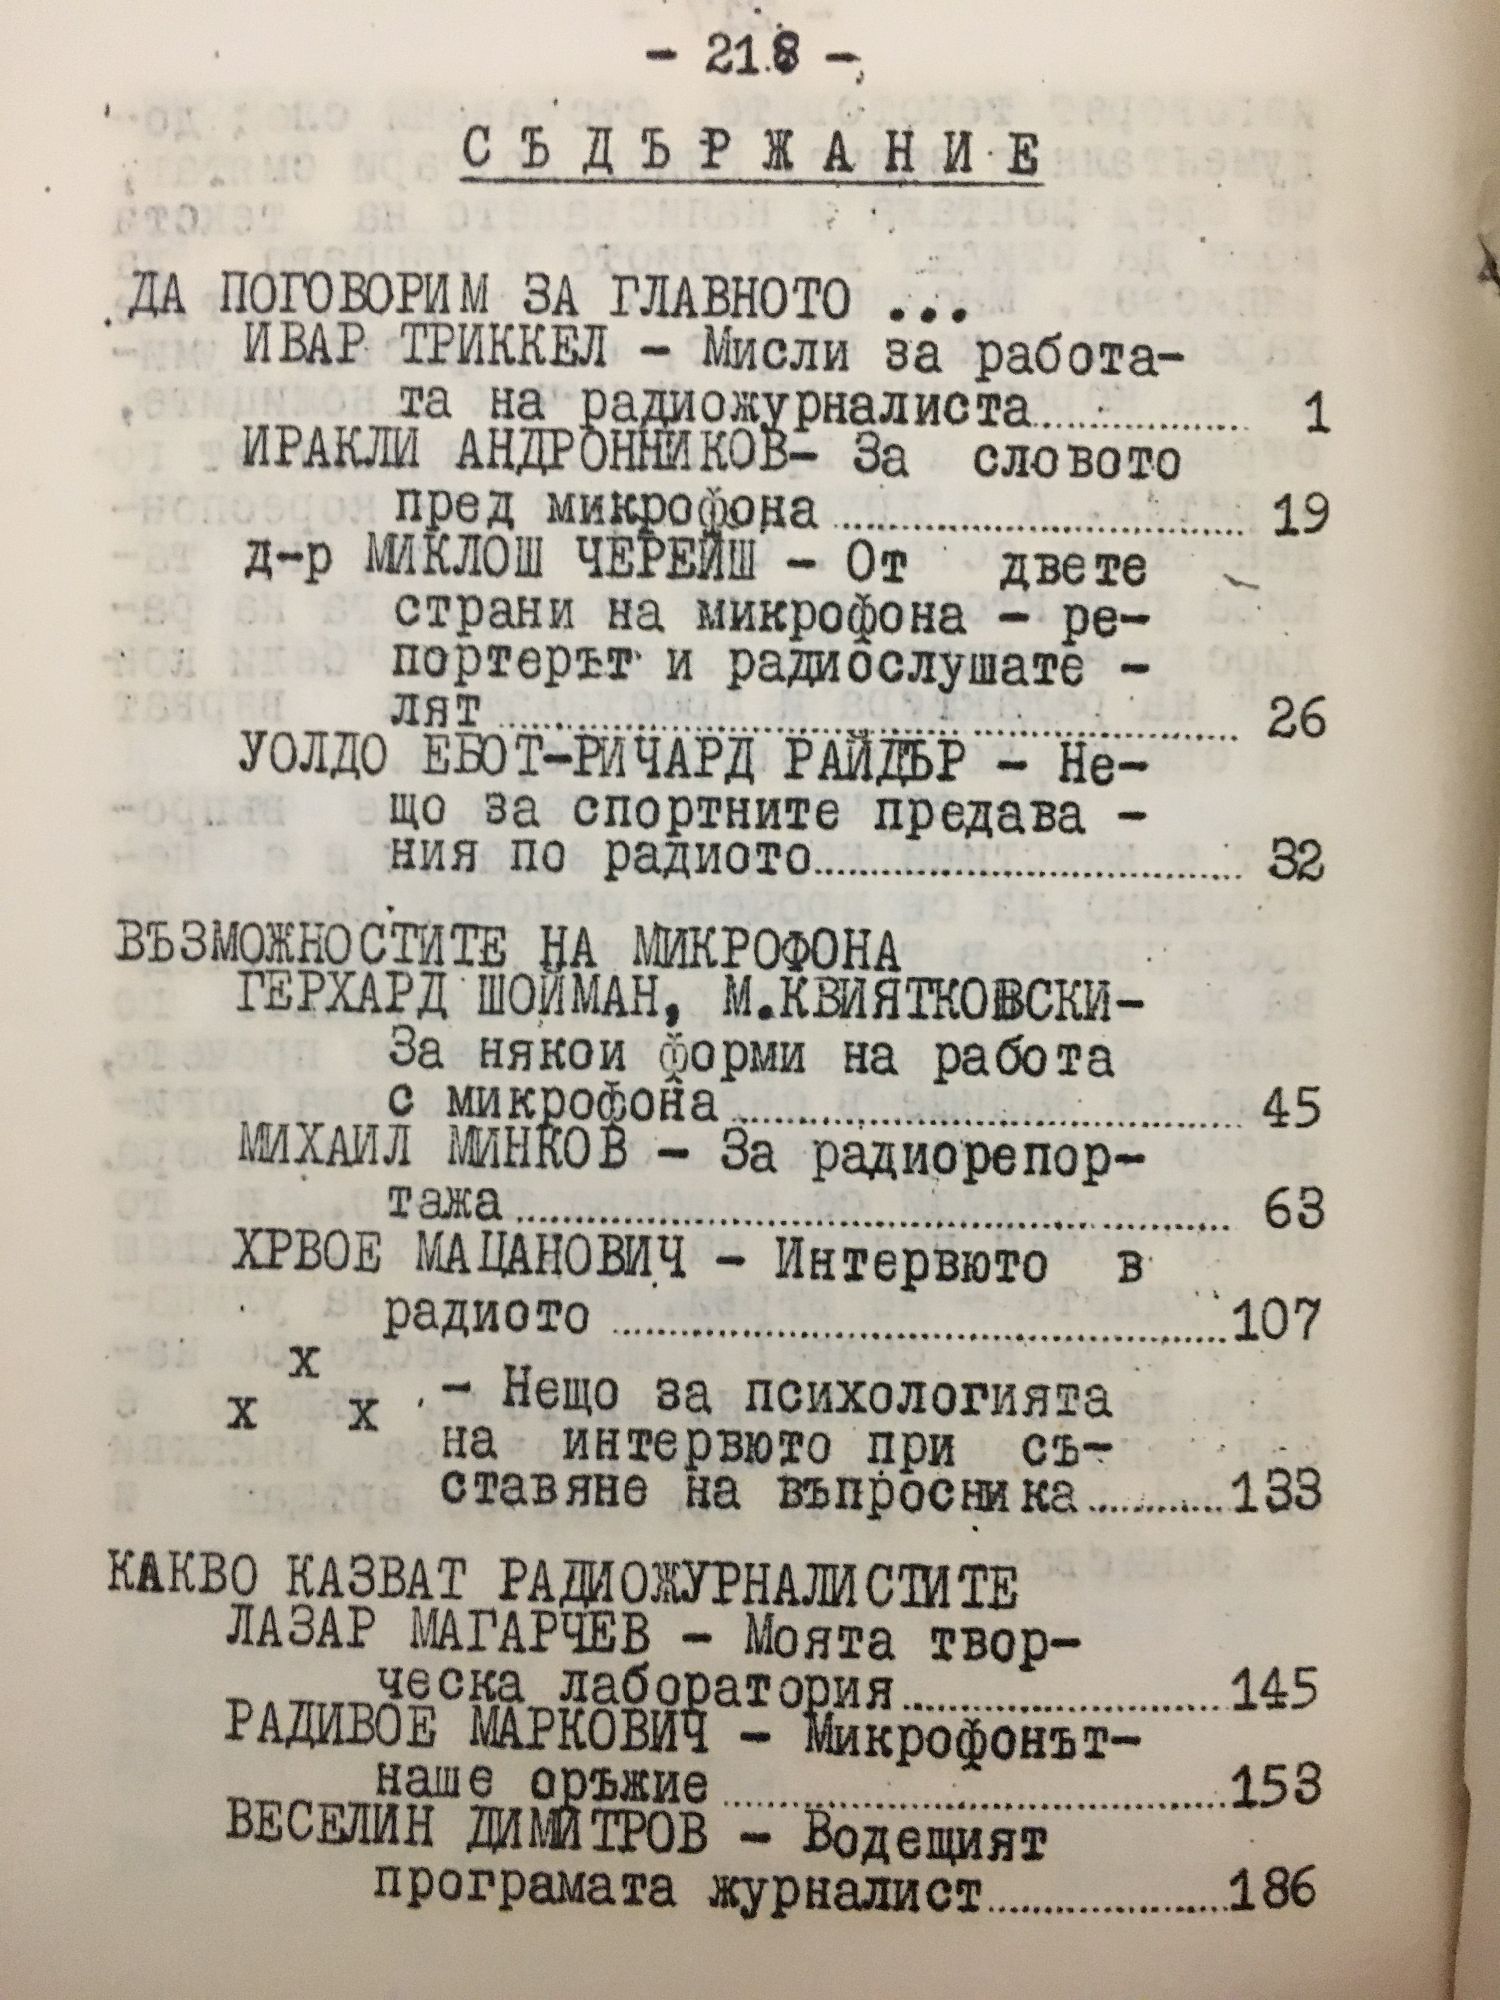 - 218 -
СЪДЪРЖАНИЕ
ДА ПОГОВОРИМ ЗА ГЛАВНОТО ...
ИВАР ТРИККЕЛ - Мисли за работа-
та на радиожурналиста.................... 1
ИРАКЛИ АНДРОННИКОВ- За словото
пред микрофона .................... 19
д-р МИКЛОШ ЧЕРЕЙШ - От двете
страни на микрофона - ре-
портерът и радиослушате -
лят .................... 26
УОЛДО ЕБОТ-РИЧАРД РАЙДЪР - Не-
що за спортните предава -
ния по радиото.................... 32
ВЪЗМОЖНОСТИТЕ НА МИКРОФОНА
ГЕРХАРД ШОЙМАН, М.КВИЯТКОВСКИ-
За някои форми на работа
с микрофона .................... 45
МИХАИЛ МИНКОВ - За радиорепор-
тажа .................... 63
ХРВОЕ МАЦАНОВИЧ - Интервюто в
радиото .................... 107
х
х х - Нещо за психологията
на интервюто при съ-
ставяне на въпросника............ 133
КАКВО КАЗВАТ РАДИОЖУРНАЛИСТИТЕ
ЛАЗАР МАГАРЧЕВ - Моята твор-
ческа лаборатория.................... 145
РАДИВОЕ МАРКОВИЧ - Микрофонът-
наше оръжие .................... 153
ВЕСЕЛИН ДИМИТРОВ - Водещият
програмата журналист.................... 186